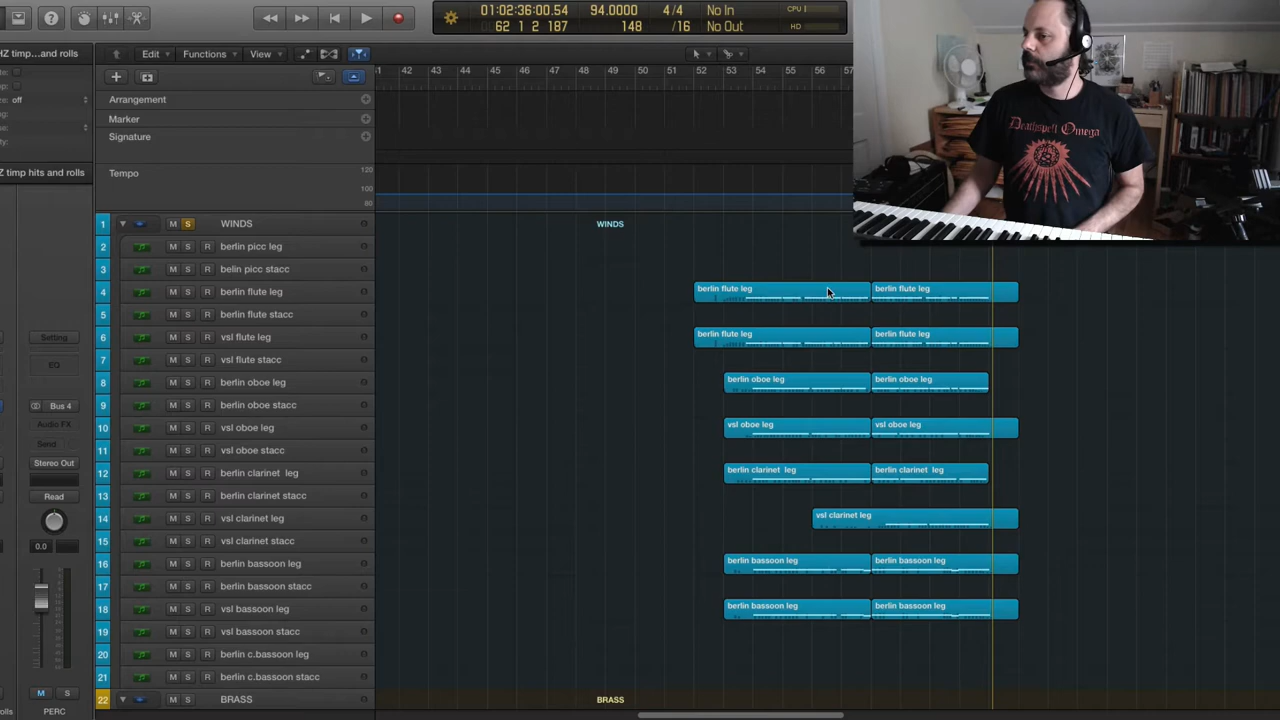 01:02:36:00.54 94.0000 4/4 No In CPU
62 1 2 187 148 /16 No Out HD
HZ timp...and rolls
Edit Functions View
41 42 43 44 45 46 47 48 49 50 51 52 53 54 55 56 57
off
Arrangement
Marker
Signature
HZ timp hits and rolls
Tempo
120
100
80
Deathspell Omega
1 M S WINDS WINDS
2 M S R berlin picc leg
3 M S R belin picc stacc
4 M S R berlin flute leg berlin flute leg berlin flute leg
5 M S R berlin flute stacc
6 M S R vsl flute leg berlin flute leg berlin flute leg
7 M S R vsl flute stacc
8 M S R berlin oboe leg berlin oboe leg berlin oboe leg
9 M S R berlin oboe stacc
10 M S R vsl oboe leg vsl oboe leg vsl oboe leg
11 M S R vsl oboe stacc
12 M S R berlin clarinet leg berlin clarinet leg berlin clarinet leg
13 M S R berlin clarinet stacc
14 M S R vsl clarinet leg vsl clarinet leg
15 M S R vsl clarinet stacc
16 M S R berlin bassoon leg berlin bassoon leg berlin bassoon leg
17 M S R berlin bassoon stacc
18 M S R vsl bassoon leg berlin bassoon leg berlin bassoon leg
19 M S R vsl bassoon stacc
20 M S R berlin c.bassoon leg
21 M S R berlin c.bassoon stacc
22 M S BRASS BRASS
Setting
EQ
Bus 4
Audio FX
Send
Stereo Out
Read
0.0
M S
PERC